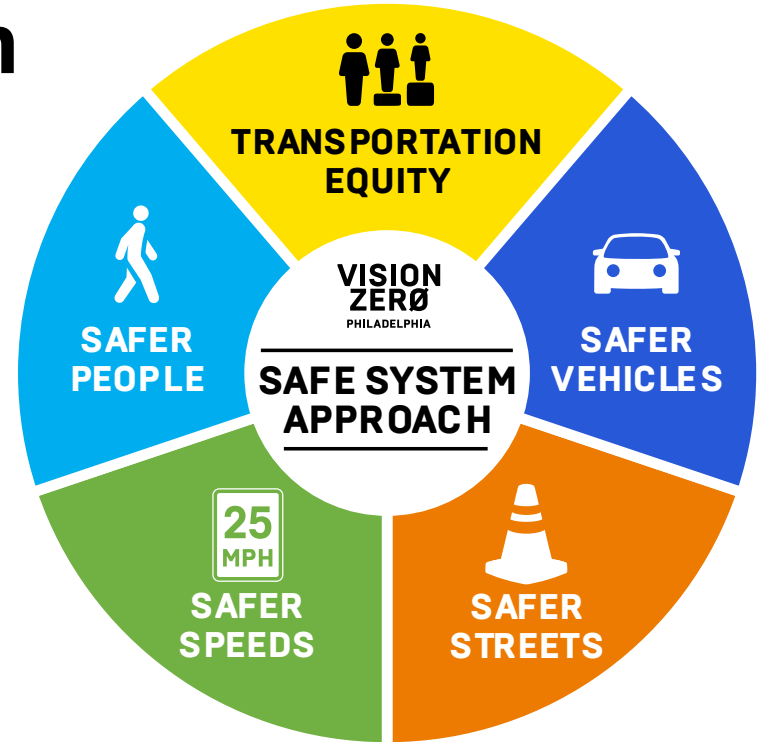 n
TRANSPORTATION
EQUITY
SAFER
PEOPLE
VISION
ZERØ
PHILADELPHIA
SAFE SYSTEM
APPROACH
SAFER
VEHICLES
25
MPH
SAFER
SPEEDS
SAFER
STREETS